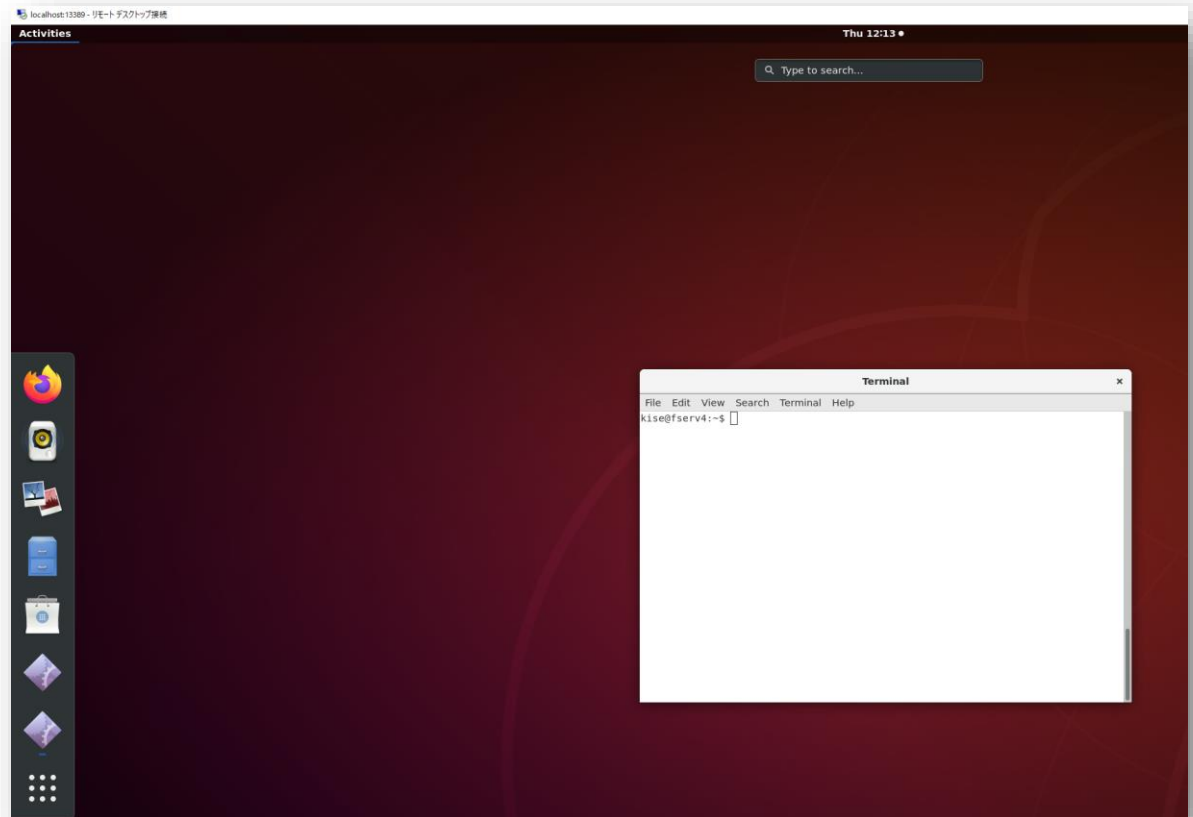 localhost:13389 - リモート デスクトップ接続
Activities
Thu 12:13
Type to search...
Terminal
File Edit View Search Terminal Help
kise@fserv4:~$